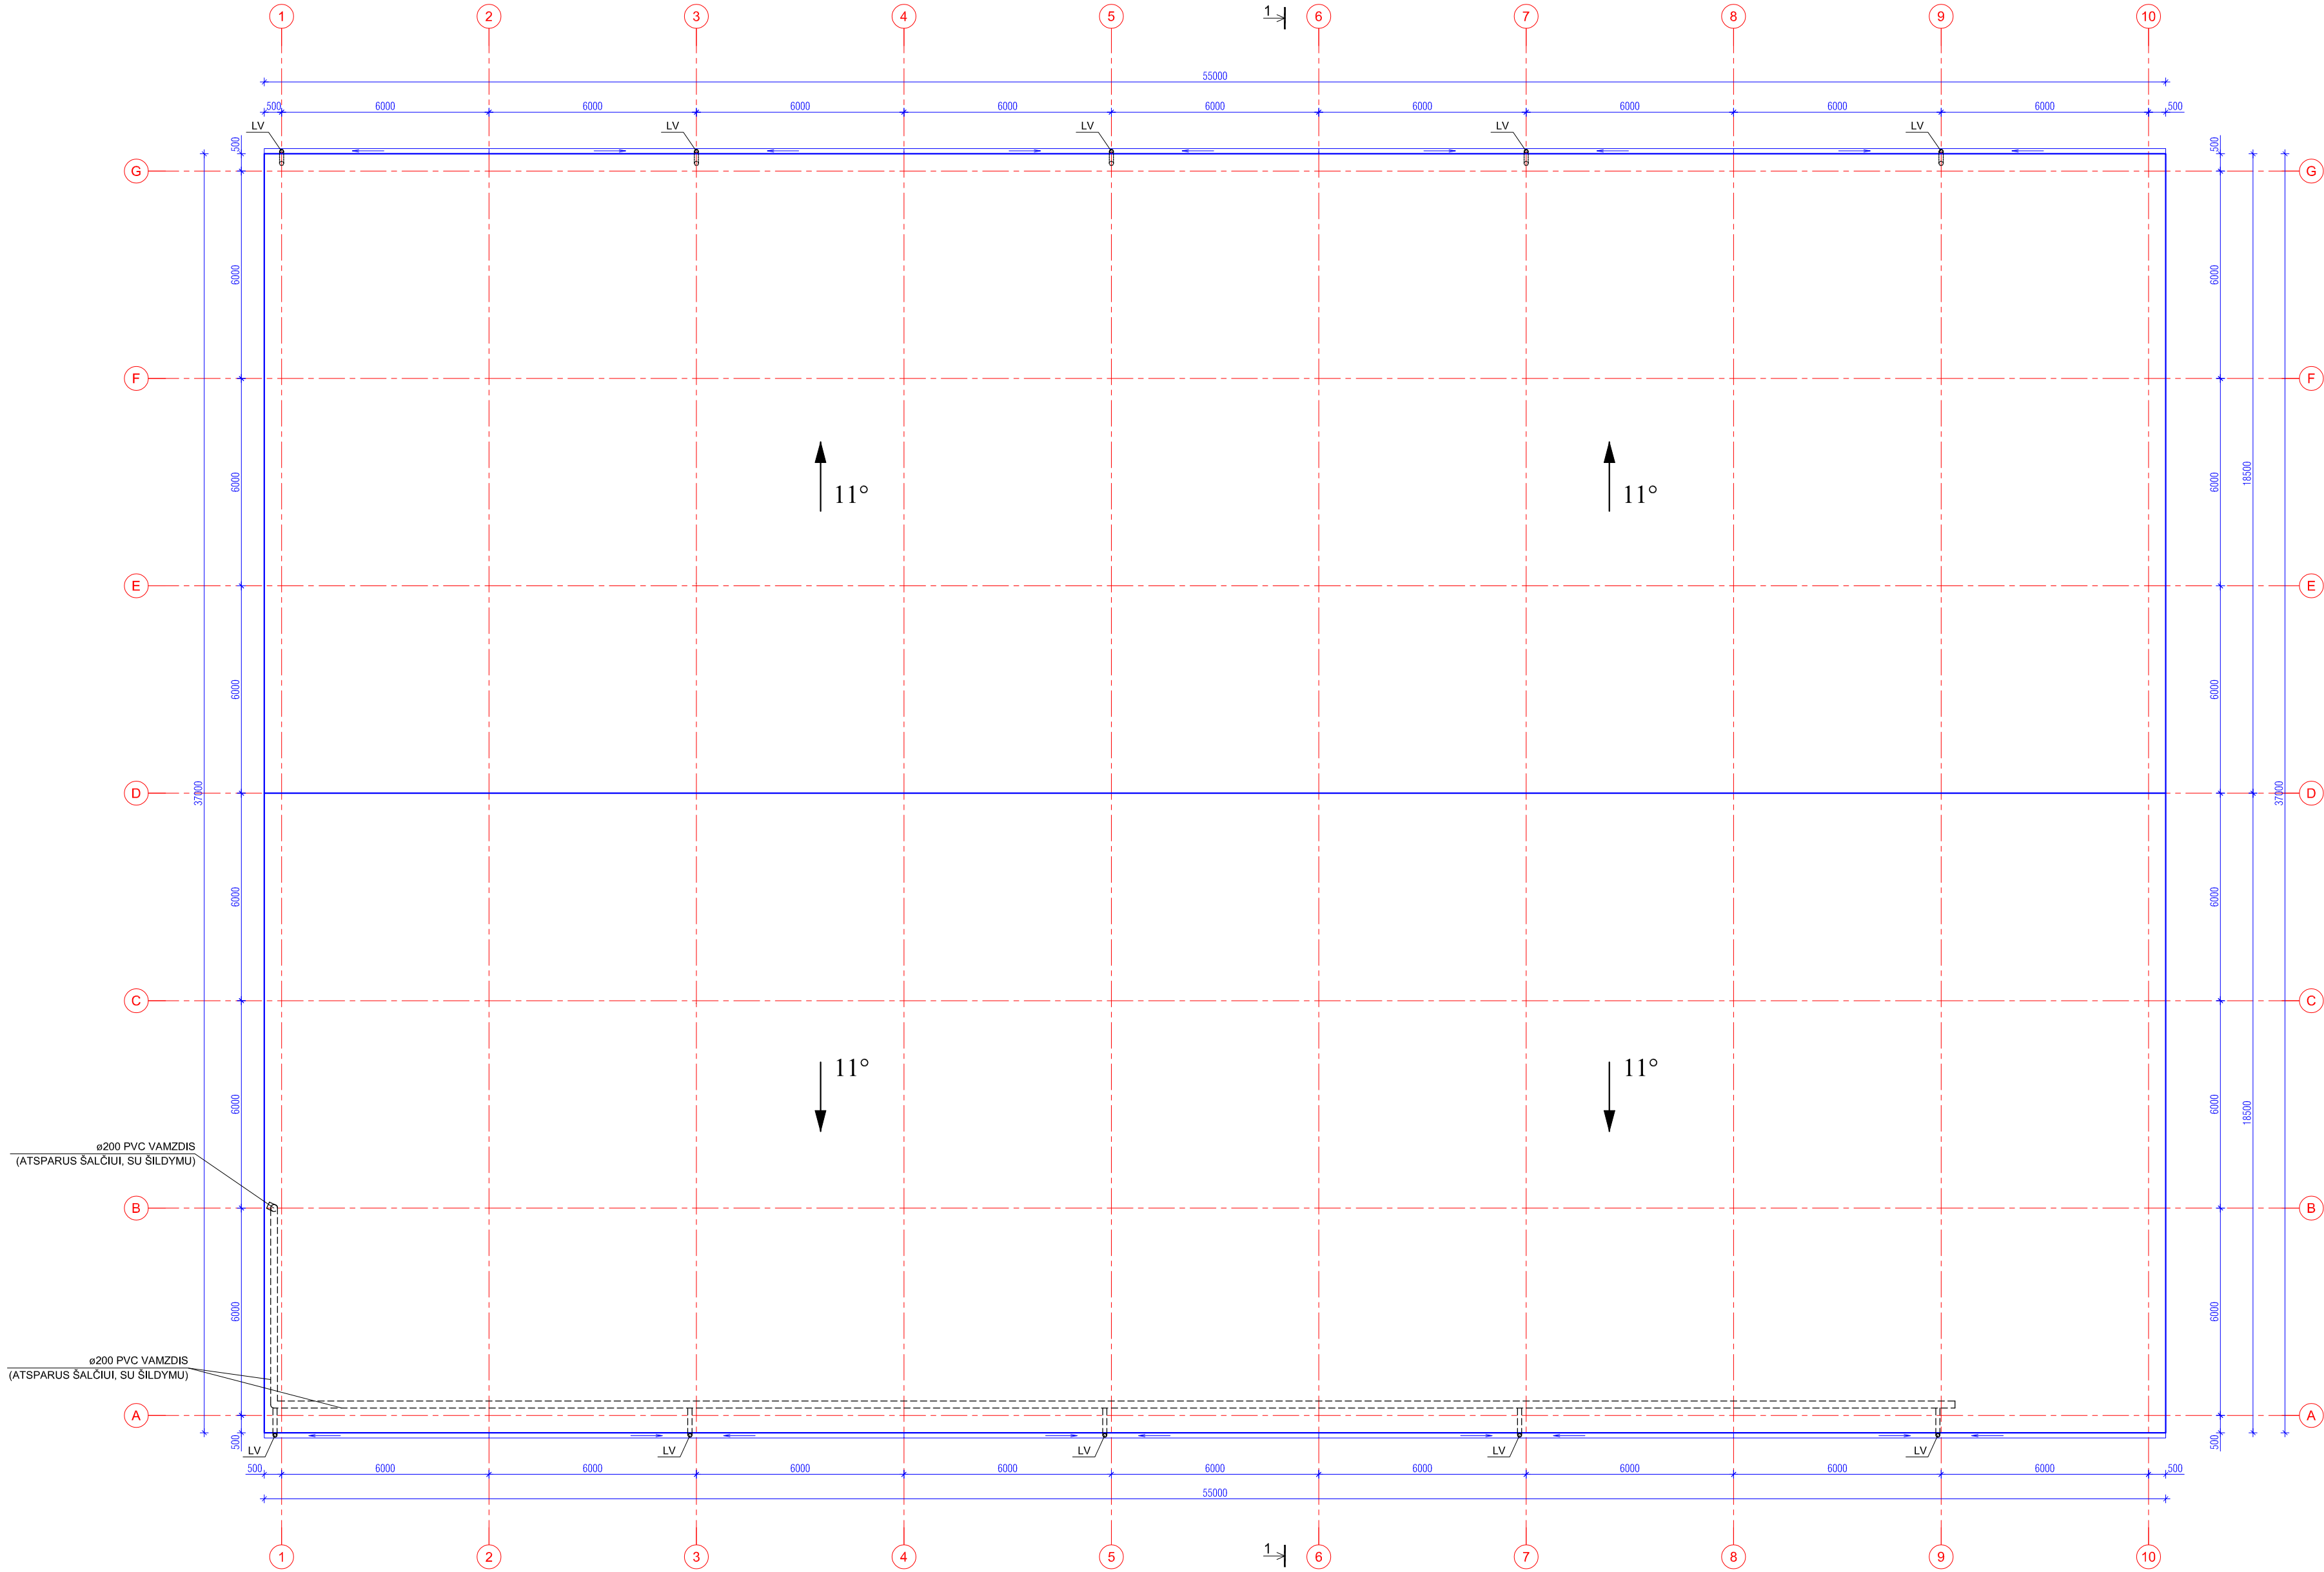 1 2 3 4 5 1 6 7 8 9 10
55000
500 6000 6000 6000 6000 6000 6000 6000 6000 6000 500
LV LV LV LV LV
500 500
G G
6000 6000
F F
6000 11° 11° 6000 18500
E E
6000 6000
D 37000 37000 D
6000 6000
C C
6000 11° 11° 6000 18500
ø200 PVC VAMZDIS
(ATSPARUS ŠALČIUI, SU ŠILDYMU)
B B
6000 6000
ø200 PVC VAMZDIS
(ATSPARUS ŠALČIUI, SU ŠILDYMU)
A A
500 500
LV LV LV LV LV
500 6000 6000 6000 6000 6000 6000 6000 6000 6000 500
55000
1 2 3 4 5 1 6 7 8 9 10